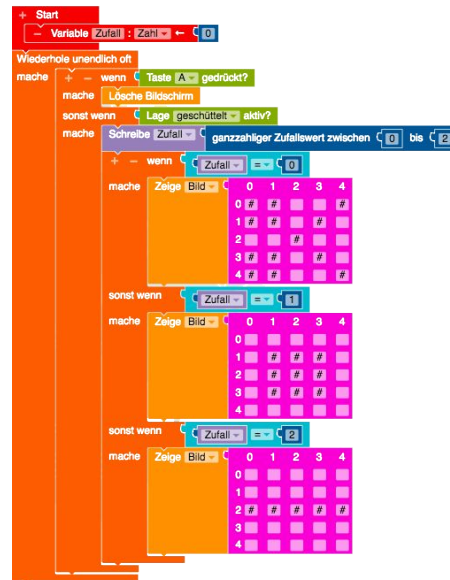 + Start
− Variable Zufall : Zahl ← 0
Wiederhole unendlich oft
mache + − wenn Taste A gedrückt?
mache Lösche Bildschirm
sonst wenn Lage geschüttelt aktiv?
mache Schreibe Zufall ganzzahliger Zufallswert zwischen 0 bis 2
+ − wenn Zufall = 0
mache Zeige Bild 0 1 2 3 4
0 # # #
1 # # #
2 #
3 # # #
4 # # #
sonst wenn Zufall = 1
mache Zeige Bild 0 1 2 3 4
0
1 # # #
2 # # #
3 # # #
4
sonst wenn Zufall = 2
mache Zeige Bild 0 1 2 3 4
0
1
2 # # # # #
3
4